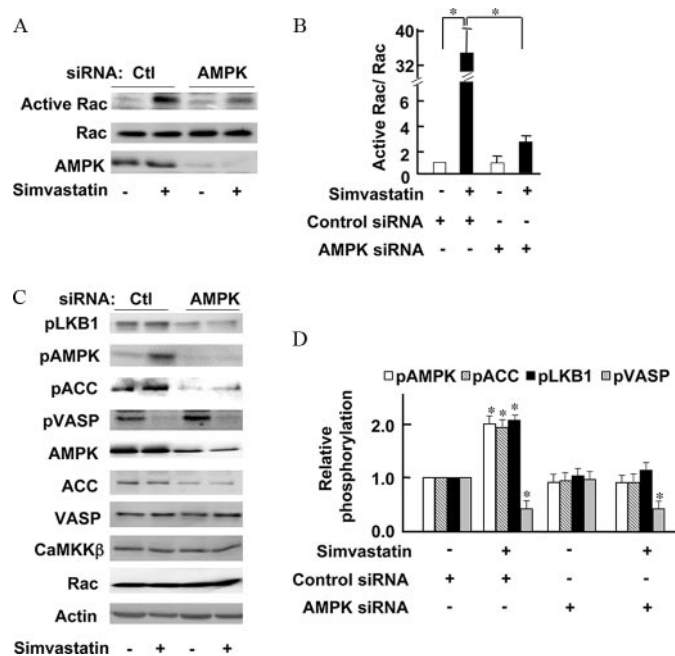 A
siRNA: Ctl AMPK
Active Rac
Rac
AMPK
Simvastatin - + - +
B
Active Rac/ Rac
40
32
6
4
2
0
* *
Simvastatin - + - +
Control siRNA + + - -
AMPK siRNA - - + +
C
siRNA: Ctl AMPK
pLKB1
pAMPK
pACC
pVASP
AMPK
ACC
VASP
CaMKKβ
Rac
Actin
Simvastatin - + - +
D
pAMPK pACC pLKB1 pVASP
Relative
phosphorylation
2.0
1.0
0.0
* * * * *
Simvastatin - + - +
Control siRNA + + - -
AMPK siRNA - - + +